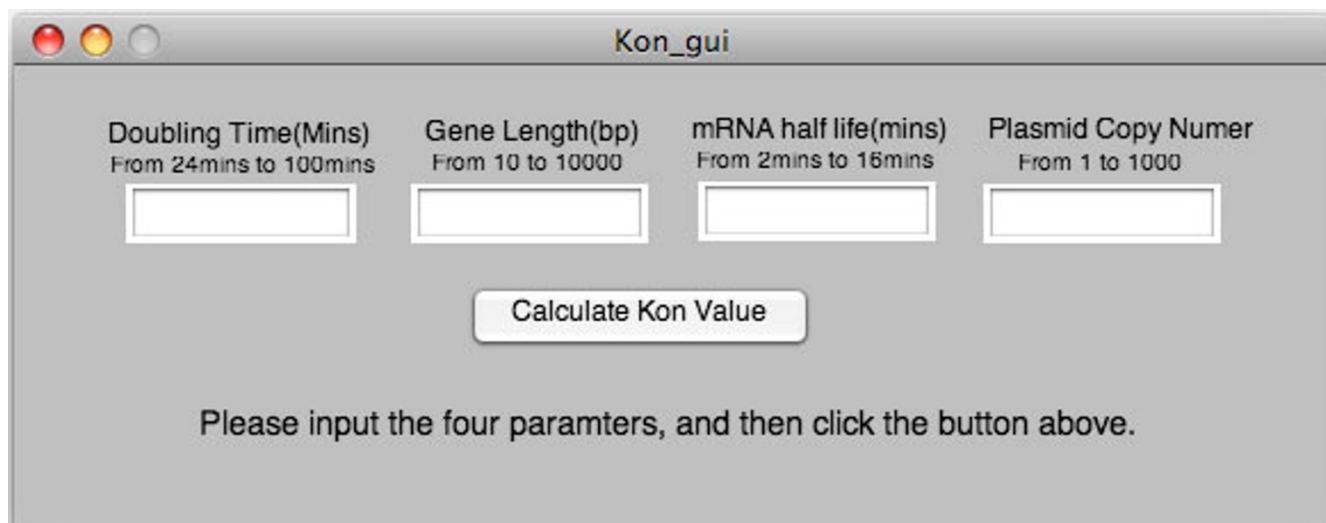 Kon_gui
Doubling Time(Mins)
From 24mins to 100mins
Gene Length(bp)
From 10 to 10000
mRNA half life(mins)
From 2mins to 16mins
Plasmid Copy Numer
From 1 to 1000
Calculate Kon Value
Please input the four paramters, and then click the button above.